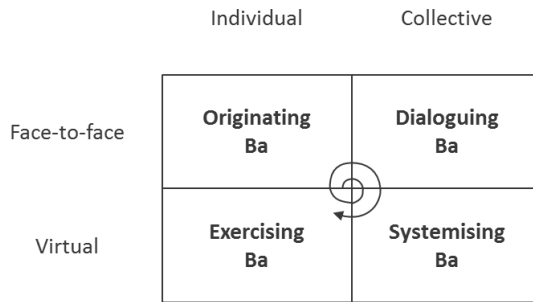 Individual
Collective
Face-to-face
Originating
Ba
Dialoguing
Ba
Virtual
Exercising
Ba
Systemising
Ba